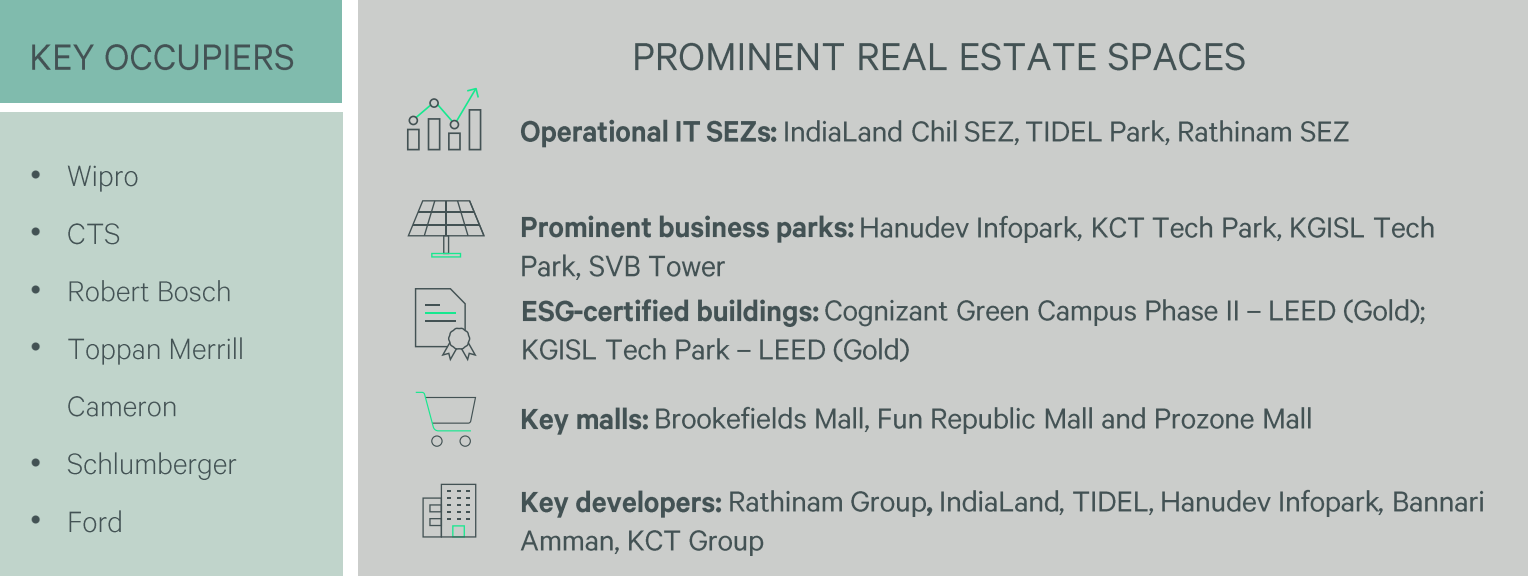 KEY OCCUPIERS
• Wipro
• CTS
• Robert Bosch
• Toppan Merrill
Cameron
• Schlumberger
• Ford
PROMINENT REAL ESTATE SPACES
Operational IT SEZs: IndiaLand Chil SEZ, TIDEL Park, Rathinam SEZ
Prominent business parks: Hanudev Infopark, KCT Tech Park, KGISL Tech
Park, SVB Tower
ESG-certified buildings: Cognizant Green Campus Phase II – LEED (Gold);
KGISL Tech Park – LEED (Gold)
Key malls: Brookefields Mall, Fun Republic Mall and Prozone Mall
Key developers: Rathinam Group, IndiaLand, TIDEL, Hanudev Infopark, Bannari
Amman, KCT Group